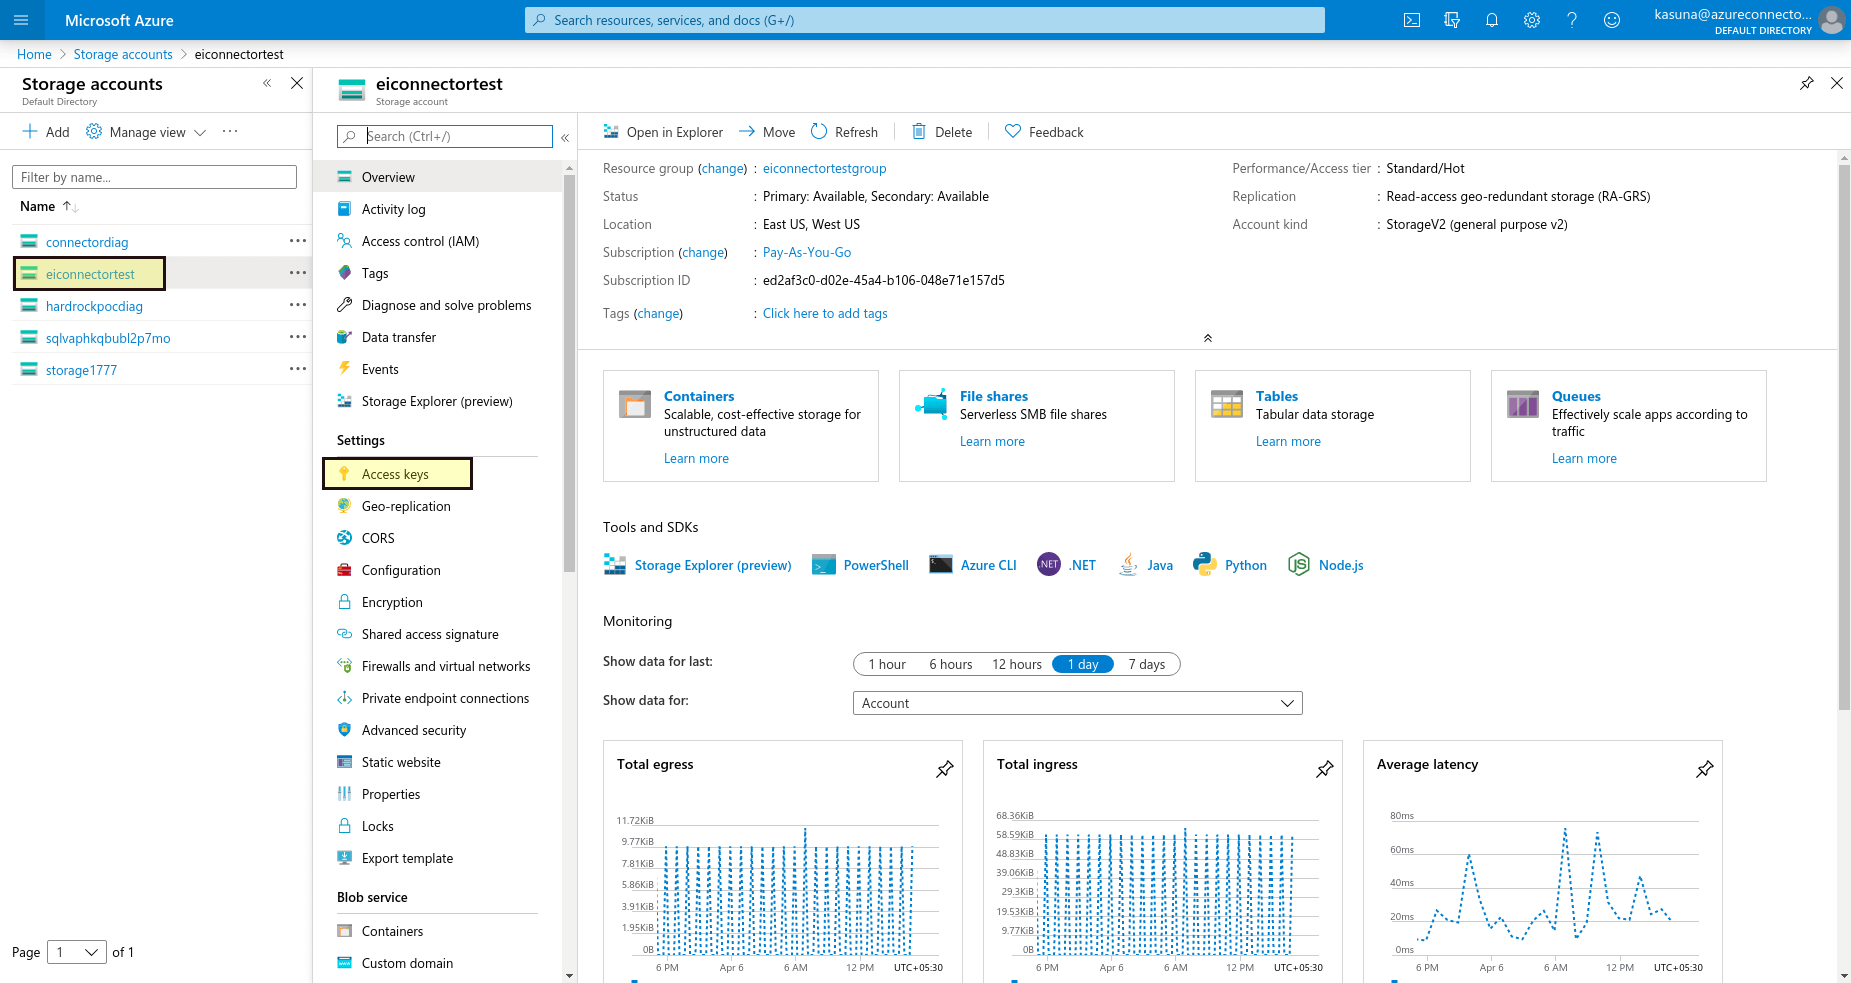 Microsoft Azure
Search resources, services, and docs (G+/)
kasuna@azureconnecto...
DEFAULT DIRECTORY
Home > Storage accounts > eiconnectortest
Storage accounts
Default Directory
Add Manage view
Filter by name...
Name
connectordiag
eiconnectortest
hardrockpocdiag
sqlvaphkqbubl2p7mo
storage1777
Page 1 of 1
eiconnectortest
Storage account
Search (Ctrl+/)
Overview
Activity log
Access control (IAM)
Tags
Diagnose and solve problems
Data transfer
Events
Storage Explorer (preview)
Settings
Access keys
Geo-replication
CORS
Configuration
Encryption
Shared access signature
Firewalls and virtual networks
Private endpoint connections
Advanced security
Static website
Properties
Locks
Export template
Blob service
Containers
Custom domain
Open in Explorer Move Refresh Delete Feedback
Resource group (change) : eiconnectortestgroup
Status : Primary: Available, Secondary: Available
Location : East US, West US
Subscription (change) : Pay-As-You-Go
Subscription ID : ed2af3c0-d02e-45a4-b106-048e71e157d5
Tags (change) : Click here to add tags
Performance/Access tier : Standard/Hot
Replication : Read-access geo-redundant storage (RA-GRS)
Account kind : StorageV2 (general purpose v2)
Containers
Scalable, cost-effective storage for
unstructured data
Learn more
File shares
Serverless SMB file shares
Learn more
Tables
Tabular data storage
Learn more
Queues
Effectively scale apps according to
traffic
Learn more
Tools and SDKs
Storage Explorer (preview) PowerShell Azure CLI .NET .NET Java Python Node.js
Monitoring
Show data for last: 1 hour 6 hours 12 hours 1 day 7 days
Show data for: Account
Total egress
11.72KiB
9.77KiB
7.81KiB
5.86KiB
3.91KiB
1.95KiB
0B
6 PM Apr 6 6 AM 12 PM UTC+05:30
Total ingress
68.36KiB
58.59KiB
48.83KiB
39.06KiB
29.3KiB
19.53KiB
9.77KiB
0B
6 PM Apr 6 6 AM 12 PM UTC+05:30
Average latency
80ms
60ms
40ms
20ms
0ms
6 PM Apr 6 6 AM 12 PM UTC+05:30